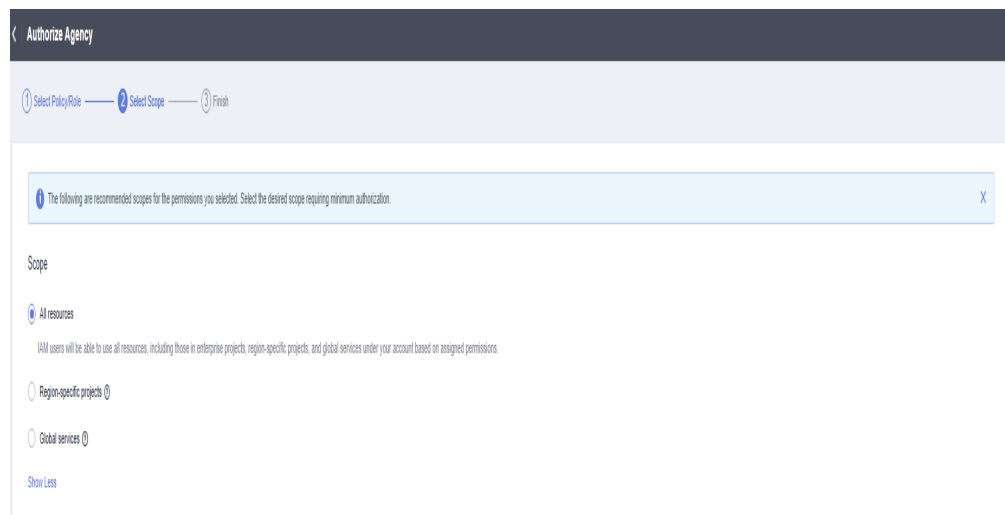 Authorize Agency
1 Select Policy/Role 2 Select Scope 3 Finish
The following are recommended scopes for the permissions you selected. Select the desired scope requiring minimum authorization.
Scope
All resources
IAM users will be able to use all resources, including those in enterprise projects, region-specific projects, and global services under your account based on assigned permissions.
Region-specific projects
Global services
Show Less